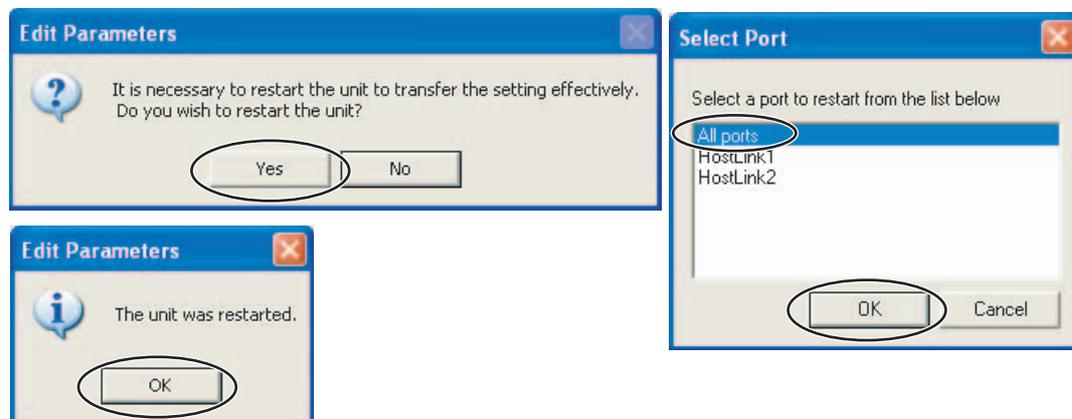 Edit Parameters
It is necessary to restart the unit to transfer the setting effectively.
Do you wish to restart the unit?
Yes
No
Select Port
Select a port to restart from the list below
All ports
HostLink1
HostLink2
OK
Cancel
Edit Parameters
The unit was restarted.
OK